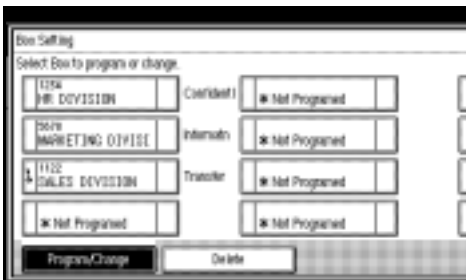 Box Setting
Select Box to program or change.
1234
HR DIVISION
Confident
* Not Programed
5678
MARKETING DIVISI
Informatn
* Not Programed
1122
SALES DIVISION
Transfer
* Not Programed
* Not Programed
* Not Programed
Program/Change
Delete